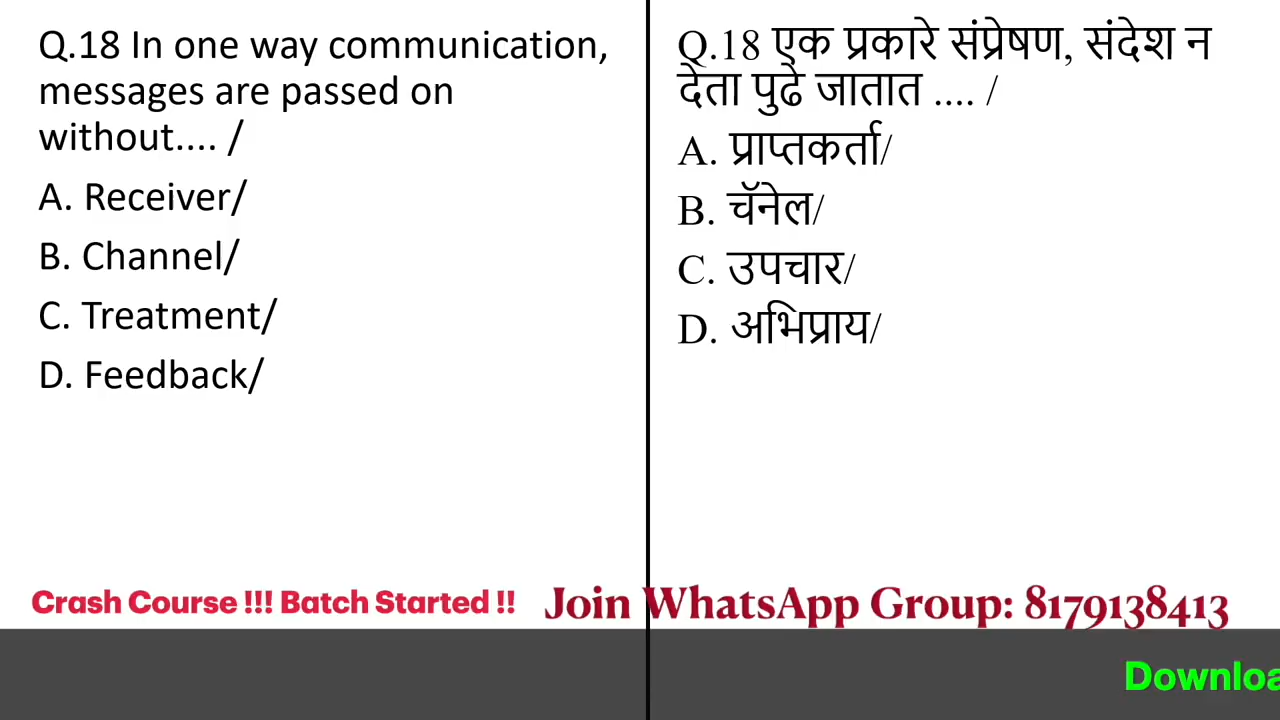 Q.18 In one way communication,
messages are passed on
without.... /
A. Receiver/
B. Channel/
C. Treatment/
D. Feedback/
Q.18 एक प्रकारे संप्रेषण, संदेश न
देता पुढे जातात .... /
A. प्राप्तकर्ता/
B. चॅनेल/
C. उपचार/
D. अभिप्राय/
Crash Course !!! Batch Started !!
Join WhatsApp Group: 8179138413